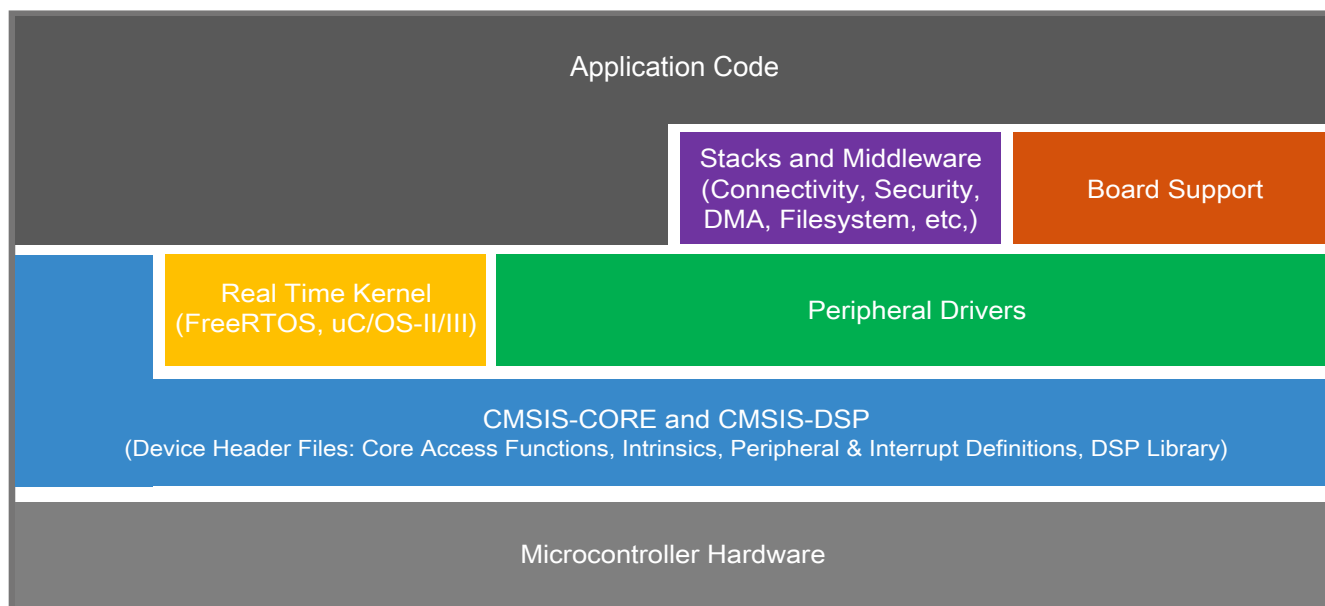 Application Code
Stacks and Middleware
(Connectivity, Security,
DMA, Filesystem, etc,)
Board Support
Real Time Kernel
(FreeRTOS, uC/OS-II/III)
Peripheral Drivers
CMSIS-CORE and CMSIS-DSP
(Device Header Files: Core Access Functions, Intrinsics, Peripheral & Interrupt Definitions, DSP Library)
Microcontroller Hardware